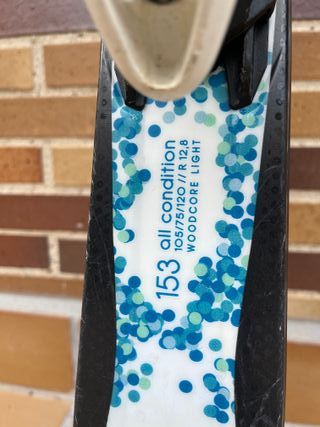 153 all condition
105/75/120 // R 12,8
WOODCORE LIGHT